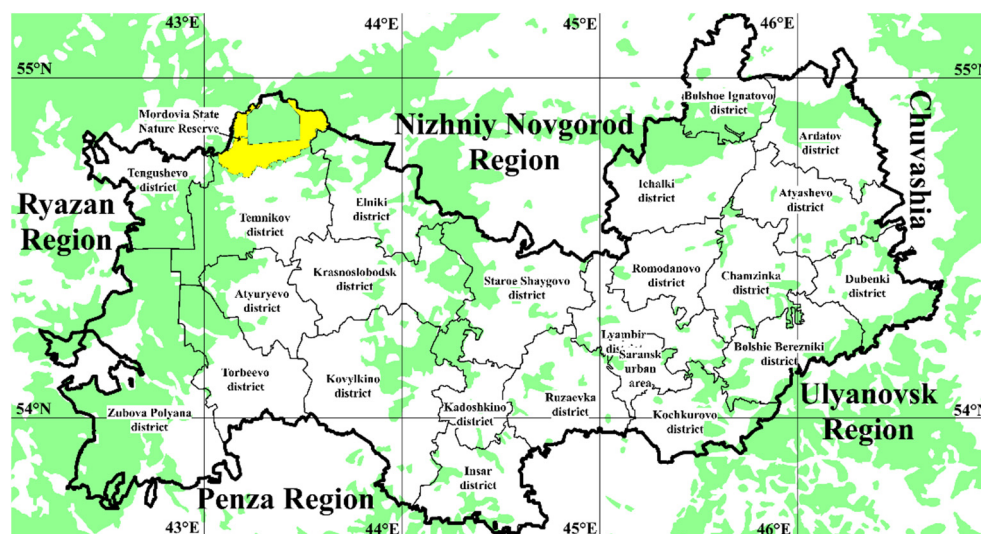 43°E
44°E
45°E
46°E
55°N
55°N
Bolshoe Ignatovo
district
Mordovia State
Nature Reserve
Nizhniy Novgorod
Region
Chuvashia
Ardatov
district
Tengushevo
district
Ichalki
district
Atyashevo
district
Ryazan
Region
Temnikov
district
Elniki
district
Krasnoslobodsk
district
Staroe Shaygovo
district
Romodanovo
district
Chamzinka
district
Dubenki
district
Atyuryevo
district
Lyambir
district
Saransk
urban
area
Bolshie Berezniki
district
Torbeevo
district
Kovylkino
district
Ruzaevka
district
Ulyanovsk
Region
Zubova Polyana
district
Kadoshkino
district
Kochkurovo
district
54°N
54°N
Insar
district
Penza Region
43°E
44°E
45°E
46°E